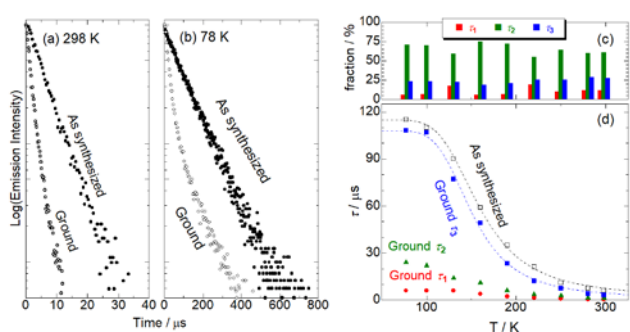 (a) 298 K
As synthesized
Ground
Log(Emission Intensity)
0 10 20 30 40
(b) 78 K
As synthesized
Ground
0 200 400 600 800
Time / μs
τ₁ τ₂ τ₃
(c)
fraction / %
100
75
50
25
0
(d)
As synthesized
Ground τ₃
Ground τ₂
Ground τ₁
τ / μs
120
90
60
30
0
100 150 200 250 300
T / K